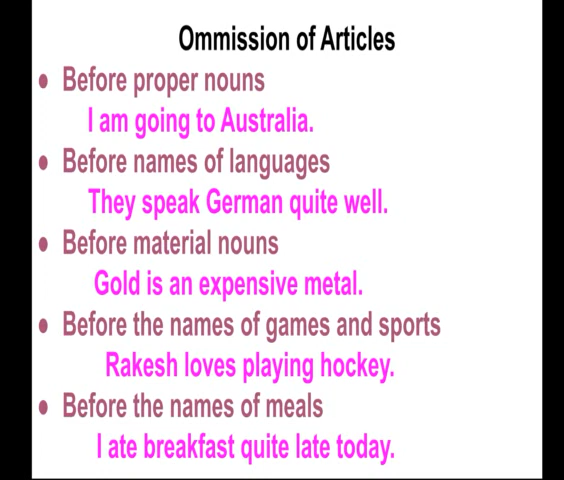 Ommission of Articles
• Before proper nouns
I am going to Australia.
• Before names of languages
They speak German quite well.
• Before material nouns
Gold is an expensive metal.
• Before the names of games and sports
Rakesh loves playing hockey.
• Before the names of meals
I ate breakfast quite late today.